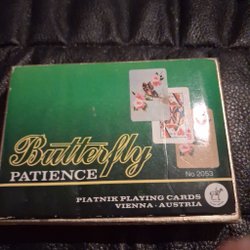 Butterfly
PATIENCE
No 2053
PIATNIK PLAYING CARDS
VIENNA - AUSTRIA